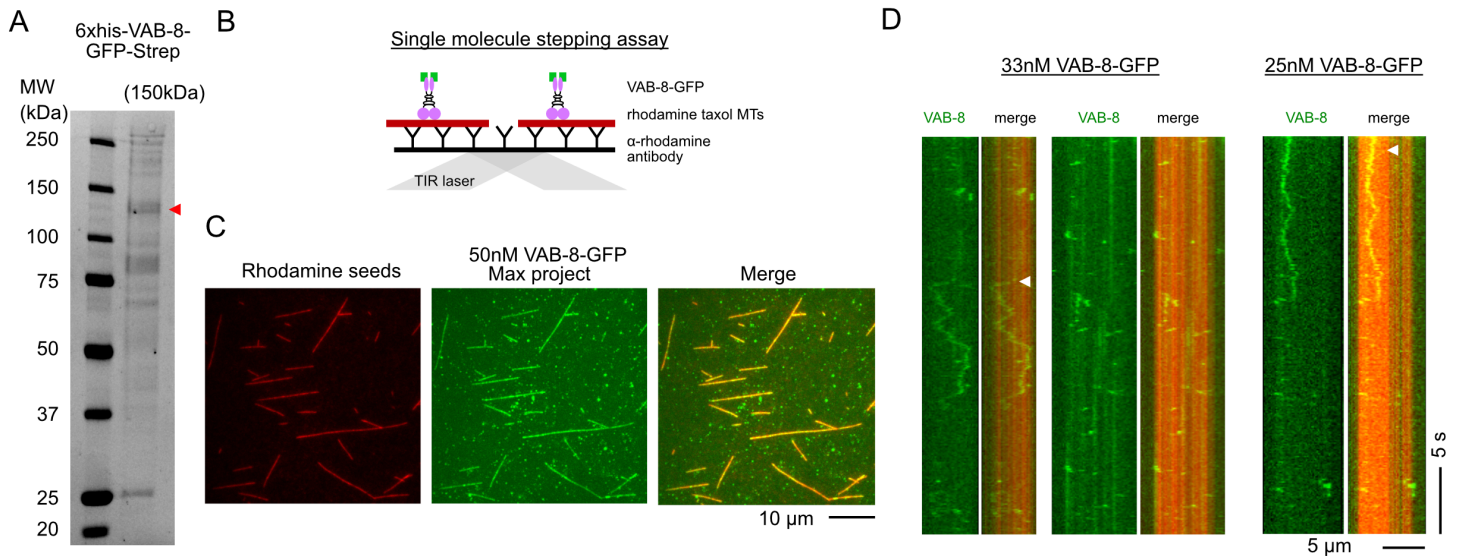 A
6xhis-VAB-8-
GFP-Strep
MW
(kDa)
(150kDa)
250
150
100
75
50
37
25
20
B
Single molecule stepping assay
VAB-8-GFP
rhodamine taxol MTs
α-rhodamine
antibody
TIR laser
C
Rhodamine seeds
50nM VAB-8-GFP
Max project
Merge
10 µm
D
33nM VAB-8-GFP
25nM VAB-8-GFP
VAB-8
merge
VAB-8
merge
VAB-8
merge
5 s
5 µm